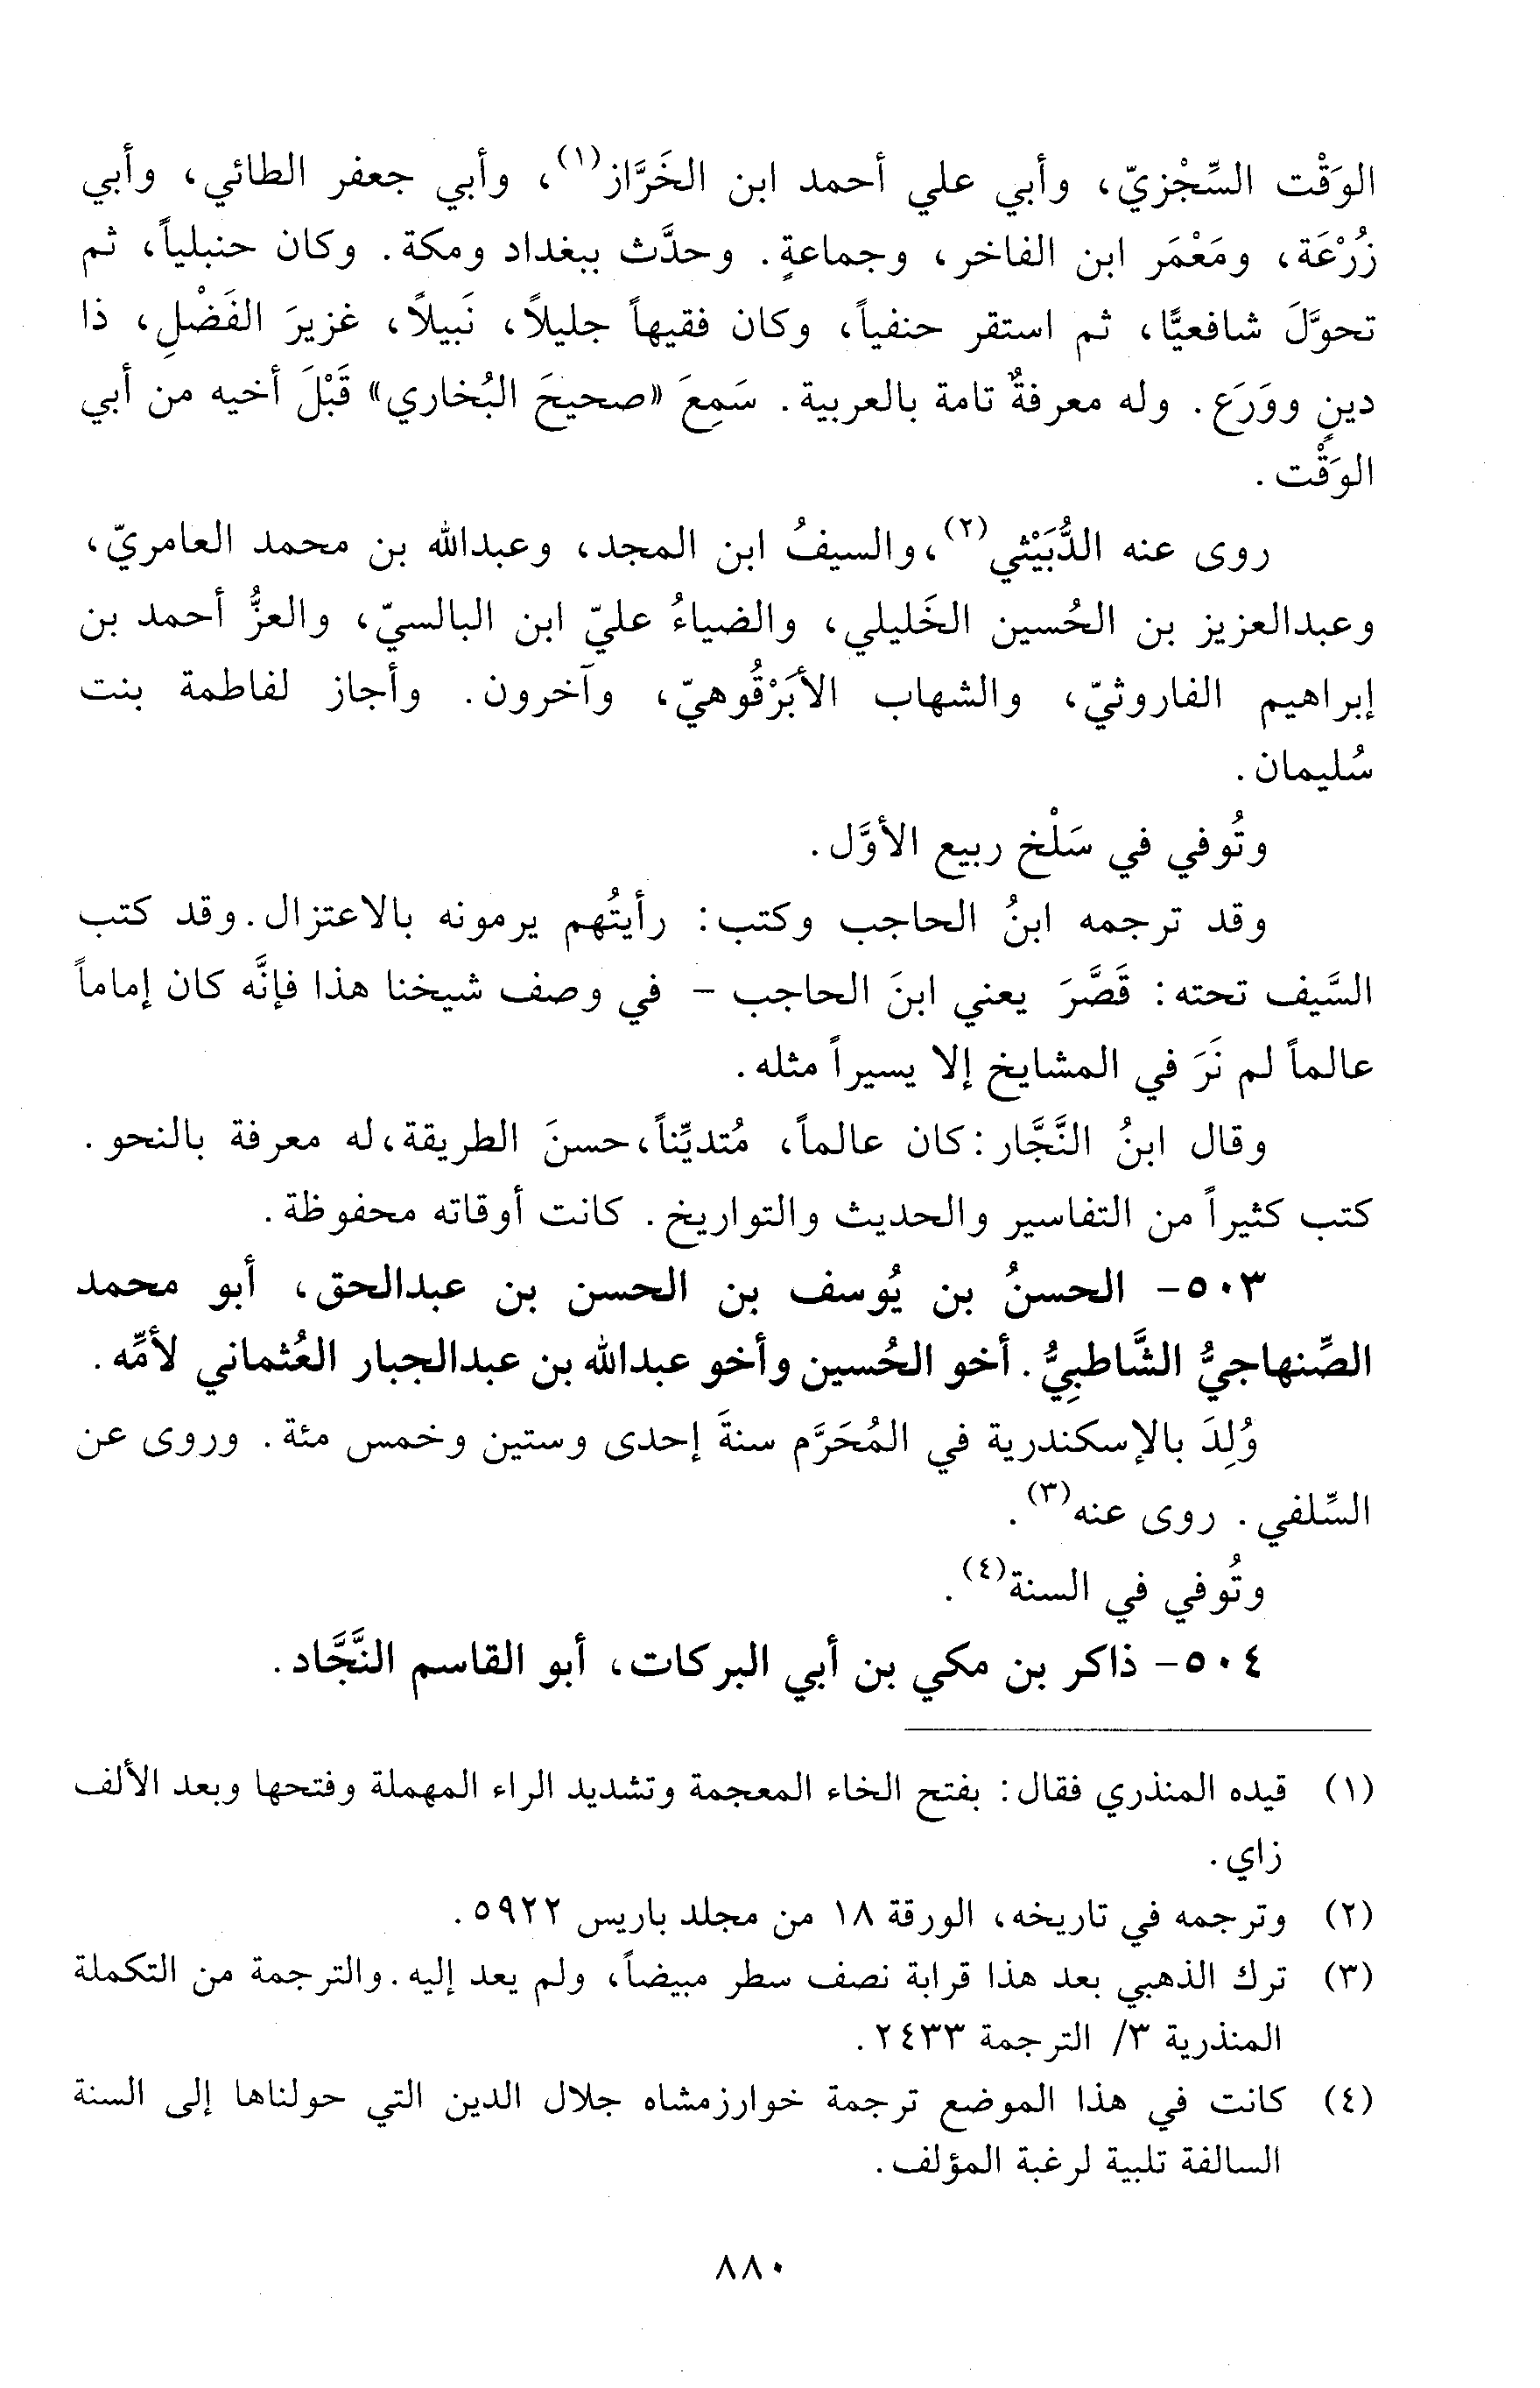 الوَقْت السِّجْزيّ، وأبي علي أحمد ابن الخَرَّاز(١)، وأبي جعفر الطائي، وأبي
زُرْعَة، ومَعْمَر ابن الفاخر، وجماعةٍ. وحدَّث ببغداد ومكة. وكان حنبلياً، ثم
تحوَّلَ شافعيًّا، ثم استقر حنفياً، وكان فقيهاً جليلاً، نَبيلاً، غزيرَ الفَضْلِ، ذا
دينٍ ووَرَع. وله معرفةٌ تامة بالعربية. سَمِعَ «صحيحَ البُخاري» قَبْلَ أخيه من أبي
الوَقْت.
روى عنه الدُّبَيْثي(٢)، والسيفُ ابن المجد، وعبدالله بن محمد العامريّ،
وعبدالعزيز بن الحُسين الخَليلي، والضياءُ عليّ ابن البالسيّ، والعزُّ أحمد بن
إبراهيم الفاروثيّ، والشهاب الأبَرْقُوهيّ، وآخرون. وأجاز لفاطمة بنت
سُليمان.
وتُوفي في سَلْخ ربيع الأوَّل.
وقد ترجمه ابنُ الحاجب وكتب: رأيتُهم يرمونه بالاعتزال. وقد كتب
السَّيف تحته: قَصَّرَ يعني ابنَ الحاجب - في وصف شيخنا هذا فإنَّه كان إماماً
عالماً لم نَرَ في المشايخ إلا يسيراً مثله.
وقال ابنُ النَّجَّار: كان عالماً، مُتديِّناً، حسنَ الطريقة، له معرفة بالنحو.
كتب كثيراً من التفاسير والحديث والتواريخ. كانت أوقاته محفوظة.
٥٠٣- الحسنُ بن يُوسف بن الحسن بن عبدالحق، أبو محمد
الصِّنهاجيُّ الشَّاطبِيُّ. أخو الحُسين وأخو عبدالله بن عبدالجبار العُثماني لأمِّه.
وُلِدَ بالإسكندرية في المُحَرَّم سنةَ إحدى وستين وخمس مئة. وروى عن
السِّلفي. روى عنه(٣).
وتُوفي في السنة(٤).
٥٠٤- ذاكر بن مكي بن أبي البركات، أبو القاسم النَّجَّاد.
(١) قيده المنذري فقال: بفتح الخاء المعجمة وتشديد الراء المهملة وفتحها وبعد الألف
زاي.
(٢) وترجمه في تاريخه، الورقة ١٨ من مجلد باريس ٥٩٢٢.
(٣) ترك الذهبي بعد هذا قرابة نصف سطر مبيضاً، ولم يعد إليه. والترجمة من التكملة
المنذرية ٣/ الترجمة ٢٤٣٣.
(٤) كانت في هذا الموضع ترجمة خوارزمشاه جلال الدين التي حولناها إلى السنة
السالفة تلبية لرغبة المؤلف.
٨٨٠